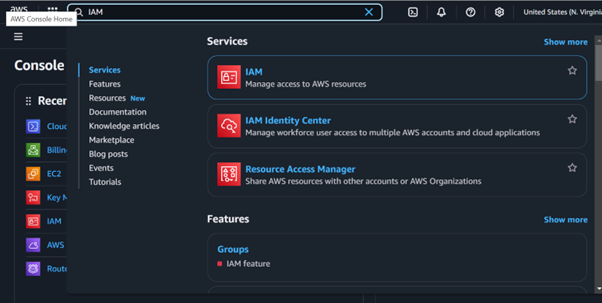 aws
IAM
United States (N. Virginia
AWS Console Home
Console
Recen
Cloud
Billin
EC2
Key M
IAM
AWS
Route
Services
Features
Resources New
Documentation
Knowledge articles
Marketplace
Blog posts
Events
Tutorials
Services
Show more
IAM
Manage access to AWS resources
IAM Identity Center
Manage workforce user access to multiple AWS accounts and cloud applications
Resource Access Manager
Share AWS resources with other accounts or AWS Organizations
Features
Show more
Groups
IAM feature